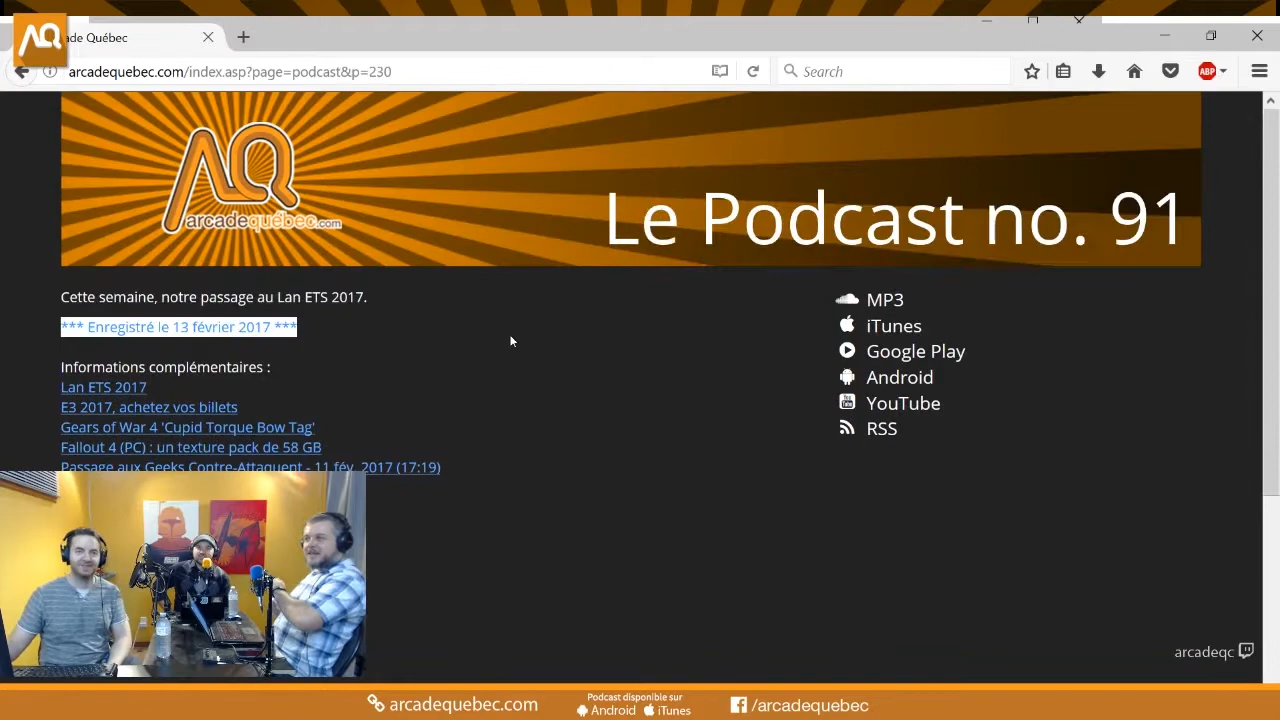 AQ
ade Québec
arcadequebec.com/index.asp?page=podcast&p=230
Search
ABP
AQ
arcadequébec.com
Le Podcast no. 91
Cette semaine, notre passage au Lan ETS 2017.
*** Enregistré le 13 février 2017 ***
Informations complémentaires :
Lan ETS 2017
E3 2017, achetez vos billets
Gears of War 4 'Cupid Torque Bow Tag'
Fallout 4 (PC) : un texture pack de 58 GB
Passage aux Geeks Contre-Attaquent - 11 fév. 2017 (17:19)
MP3
iTunes
Google Play
Android
YouTube
RSS
arcadeqc
arcadequebec.com
Podcast disponible sur
Android iTunes
/arcadequebec